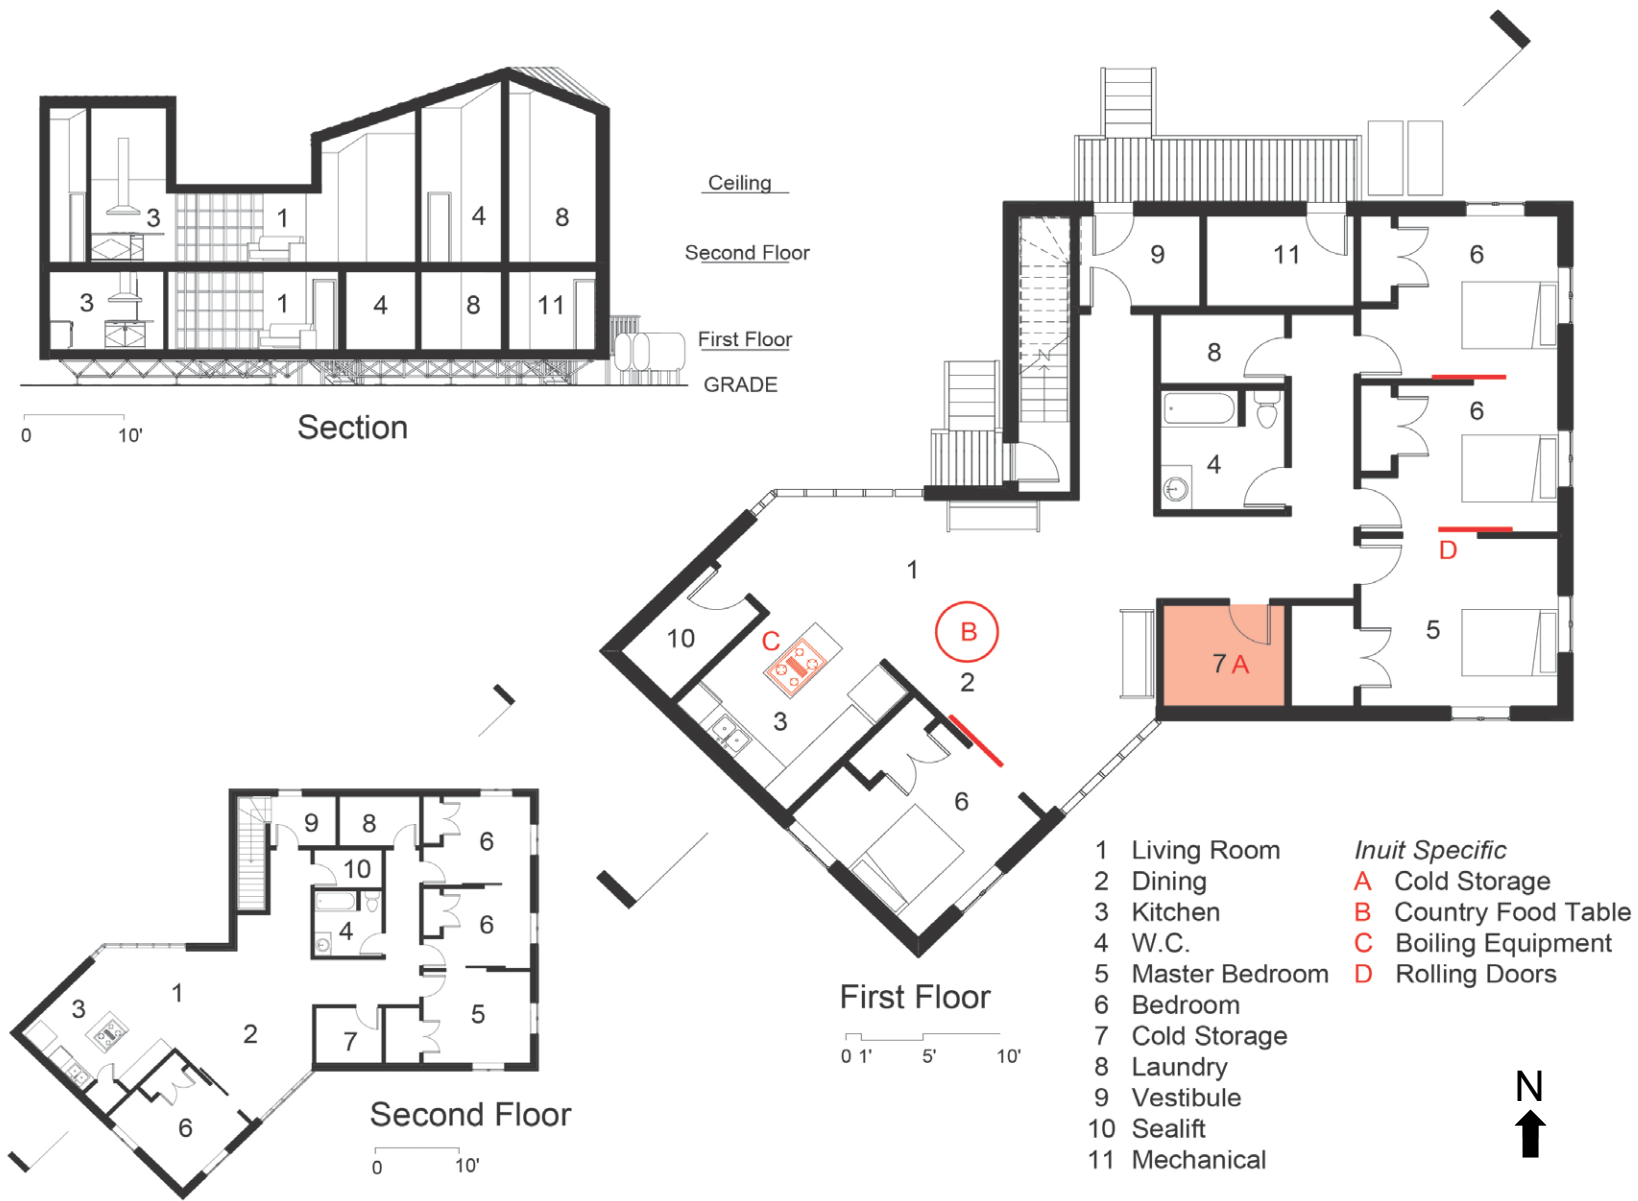 Ceiling
3
1
4
8
Second Floor
3
1
4
8
11
First Floor
GRADE
0 10'
Section
9
11
6
8
6
4
D
1
B
10
C
7 A
5
2
3
6
First Floor
0 1' 5' 10'
9
8
6
10
6
4
1
3
2
7
5
6
Second Floor
0 10'
1 Living Room
2 Dining
3 Kitchen
4 W.C.
5 Master Bedroom
6 Bedroom
7 Cold Storage
8 Laundry
9 Vestibule
10 Sealift
11 Mechanical
Inuit Specific
A Cold Storage
B Country Food Table
C Boiling Equipment
D Rolling Doors
N